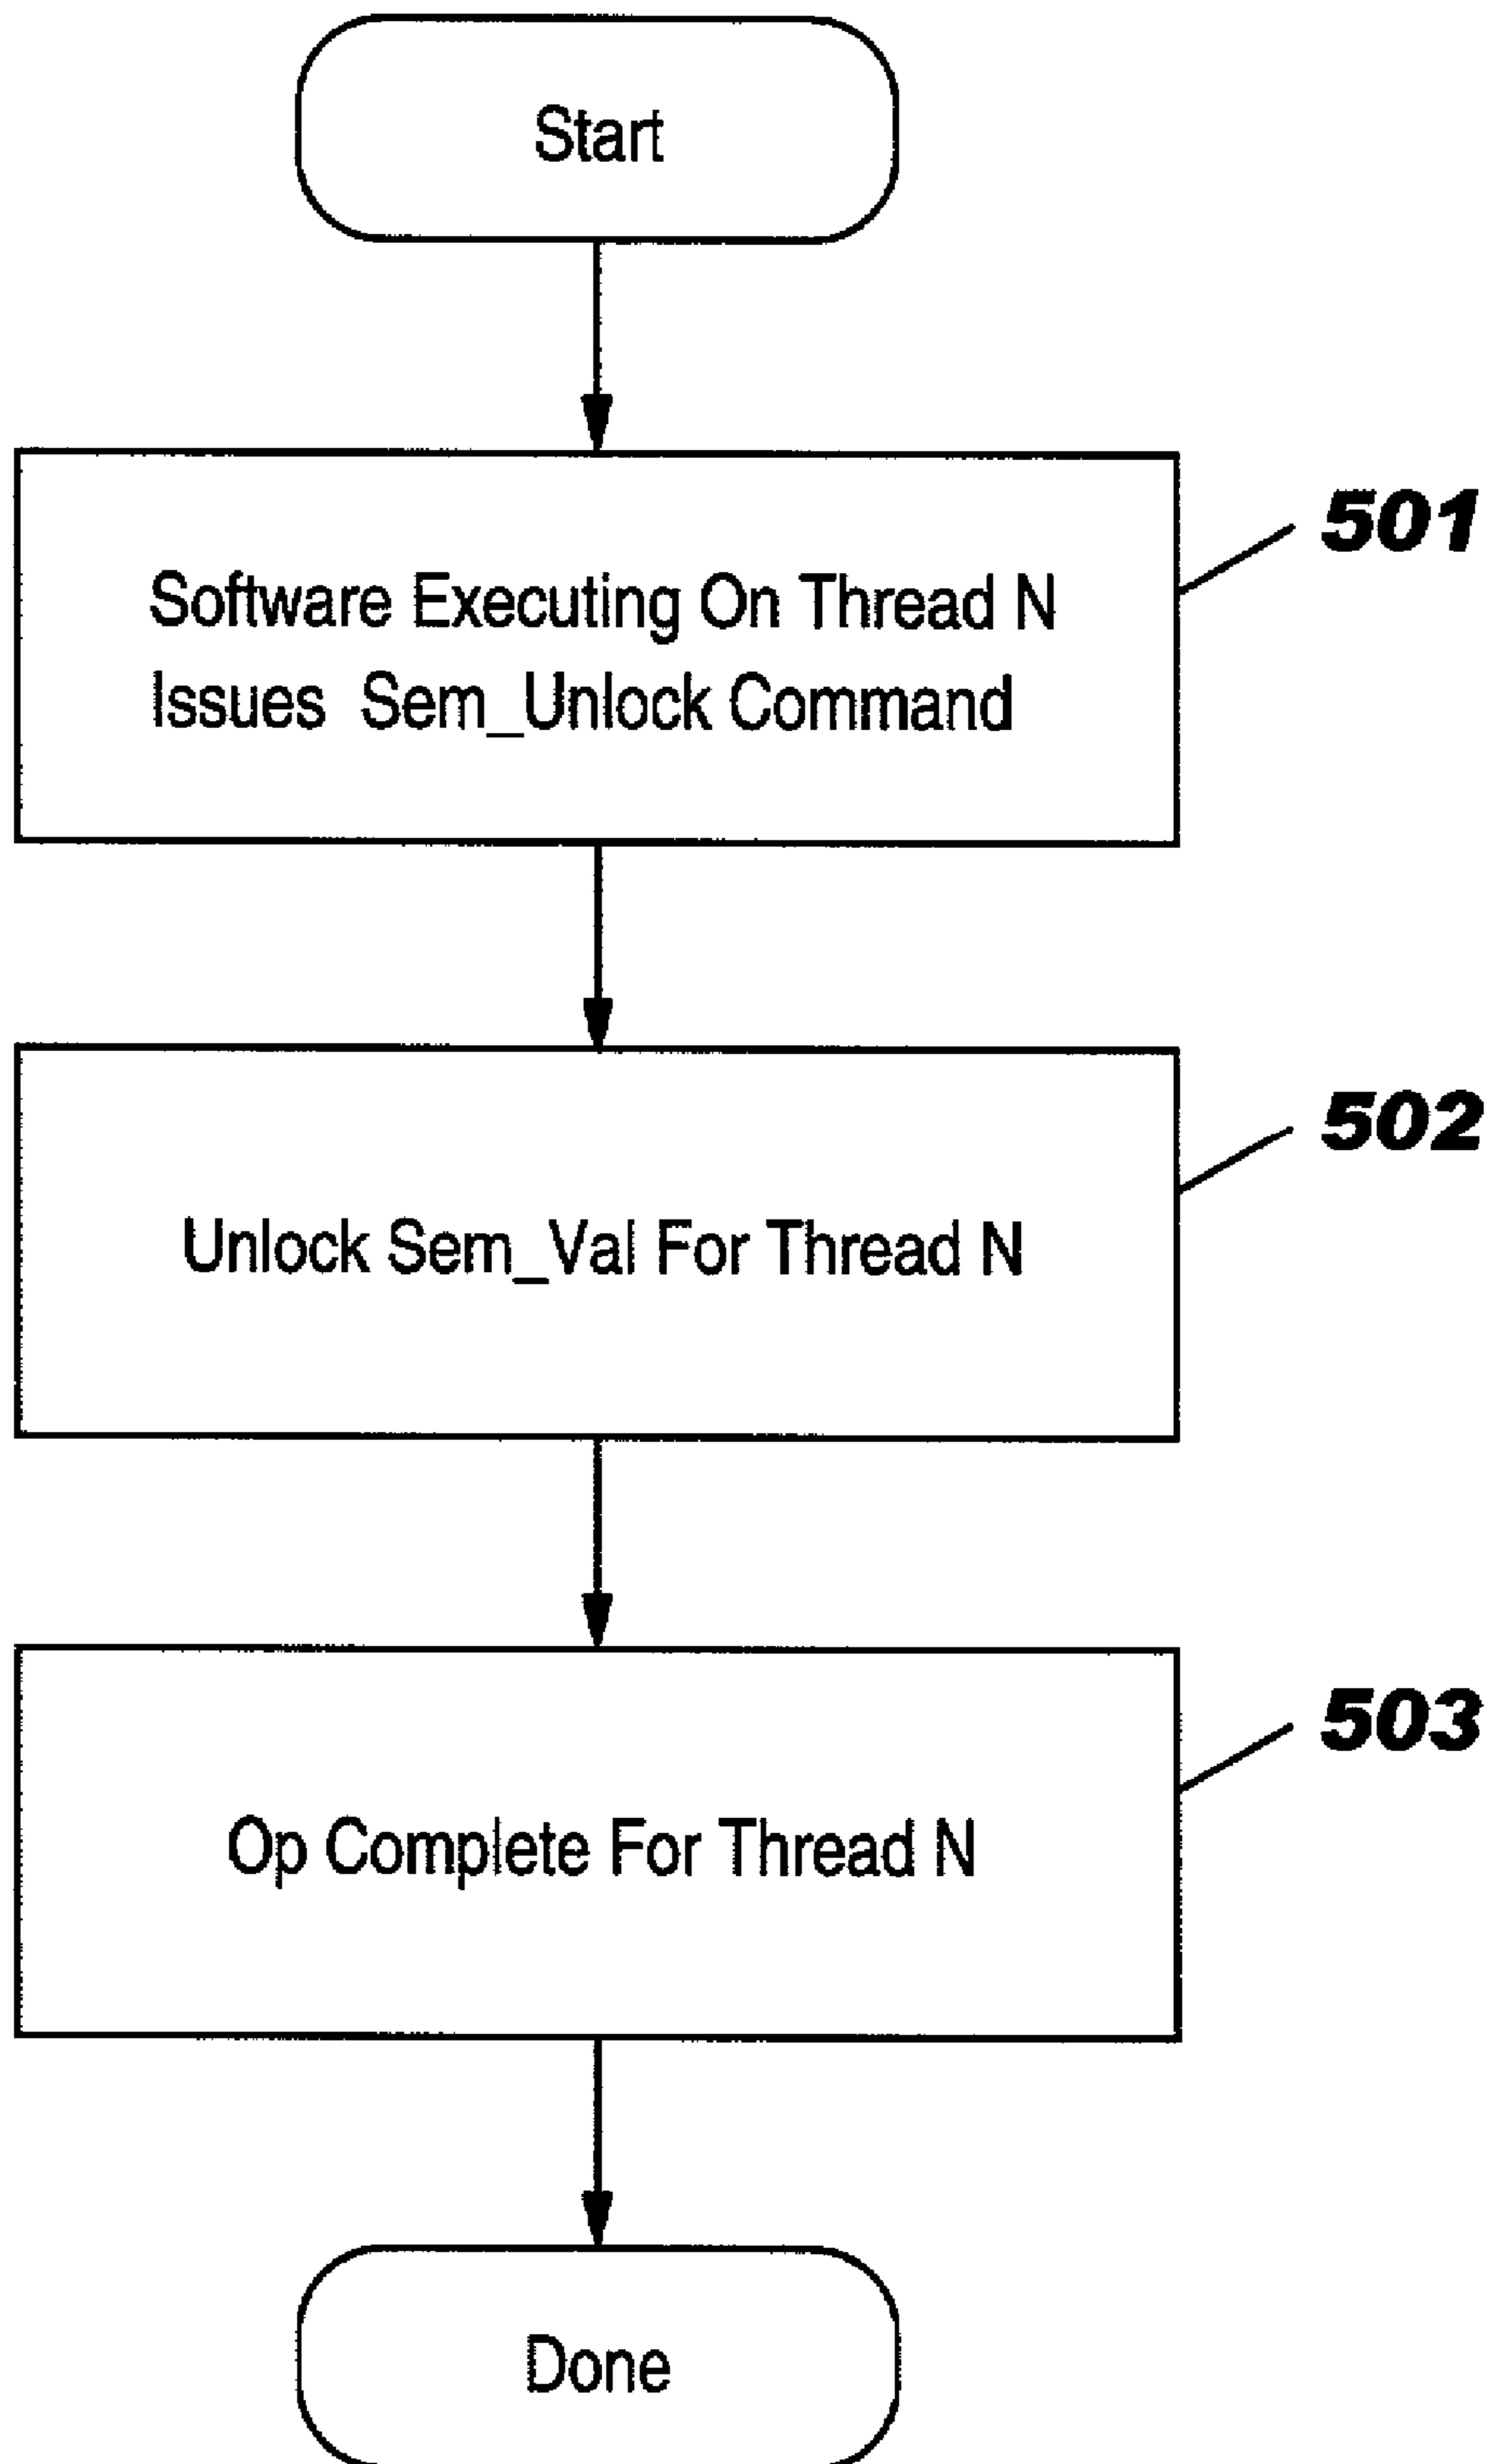 Start
Software Executing On Thread N
Issues Sem_Unlock Command
501
Unlock Sem_Val For Thread N
502
Op Complete For Thread N
503
Done